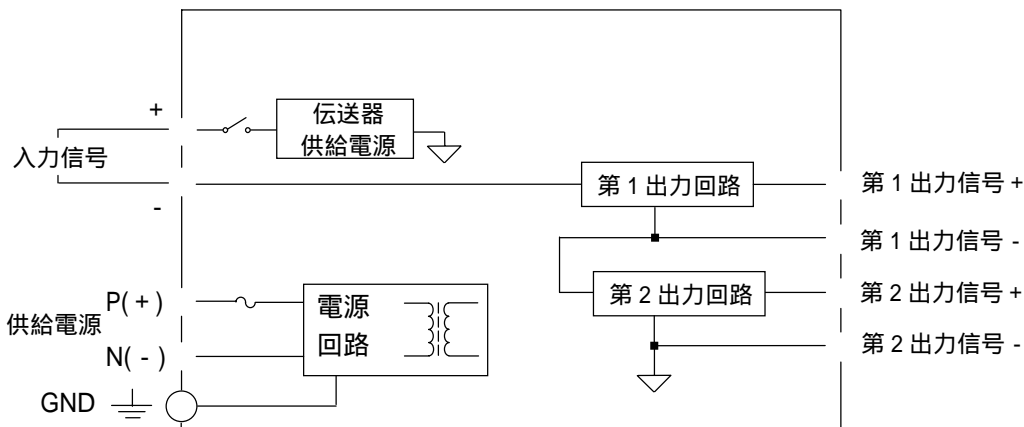 +
伝送器
供給電源
入力信号
-
第1出力回路
第1出力信号+
第1出力信号-
P(+)
電源
回路
第2出力回路
第2出力信号+
供給電源
N(-)
第2出力信号-
GND